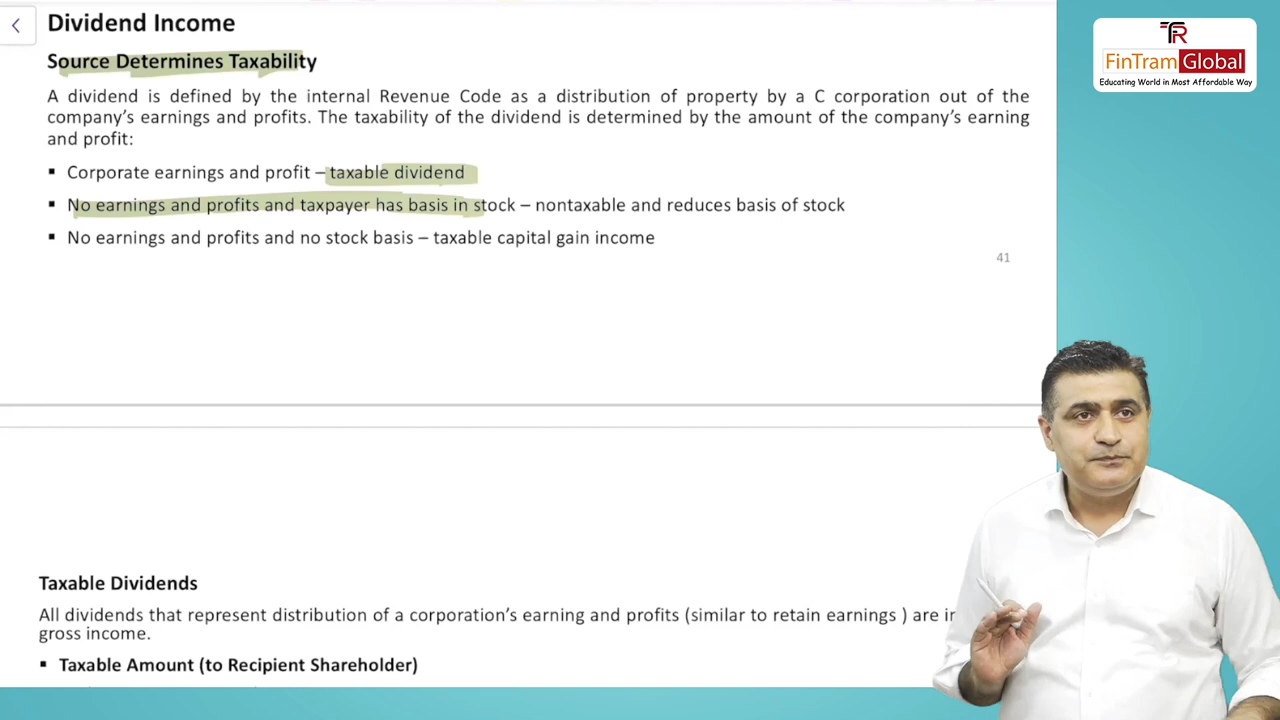 Dividend Income
Source Determines Taxability
A dividend is defined by the internal Revenue Code as a distribution of property by a C corporation out of the
company's earnings and profits. The taxability of the dividend is determined by the amount of the company's earning
and profit:
▪ Corporate earnings and profit – taxable dividend
▪ No earnings and profits and taxpayer has basis in stock – nontaxable and reduces basis of stock
▪ No earnings and profits and no stock basis – taxable capital gain income
41
Taxable Dividends
All dividends that represent distribution of a corporation's earning and profits (similar to retain earnings ) are
gross income.
▪ Taxable Amount (to Recipient Shareholder)
TR
FinTram Global
Educating World in Most Affordable Way